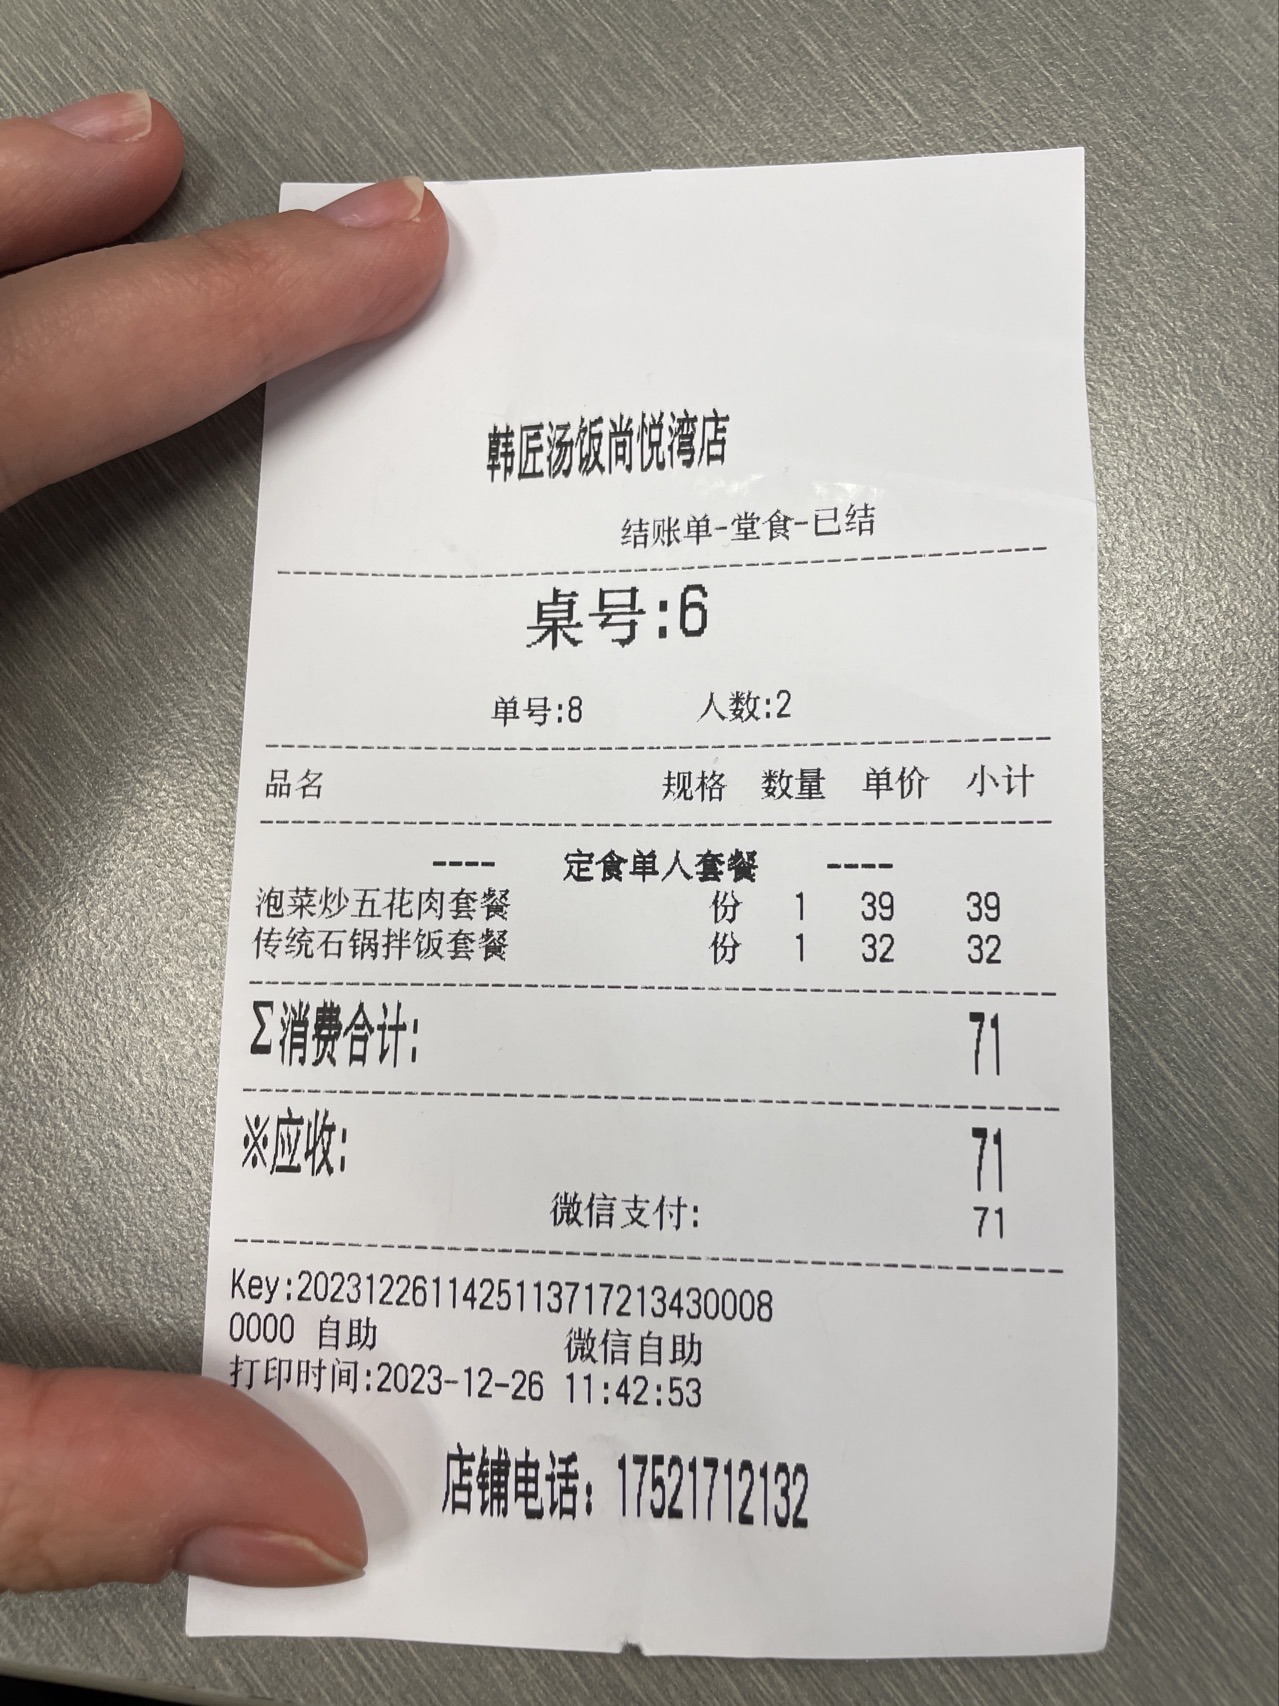 韩匠汤饭尚悦湾店
结账单-堂食-已结
桌号:6
单号:8 人数:2
品名 规格 数量 单价 小计
---- 定食单人套餐 ----
泡菜炒五花肉套餐 份 1 39 39
传统石锅拌饭套餐 份 1 32 32
Σ消费合计: 71
※应收: 71
微信支付: 71
Key:20231226114251137172134300​08
0000 自助 微信自助
打印时间:2023-12-26 11:42:53
店铺电话：17521712132